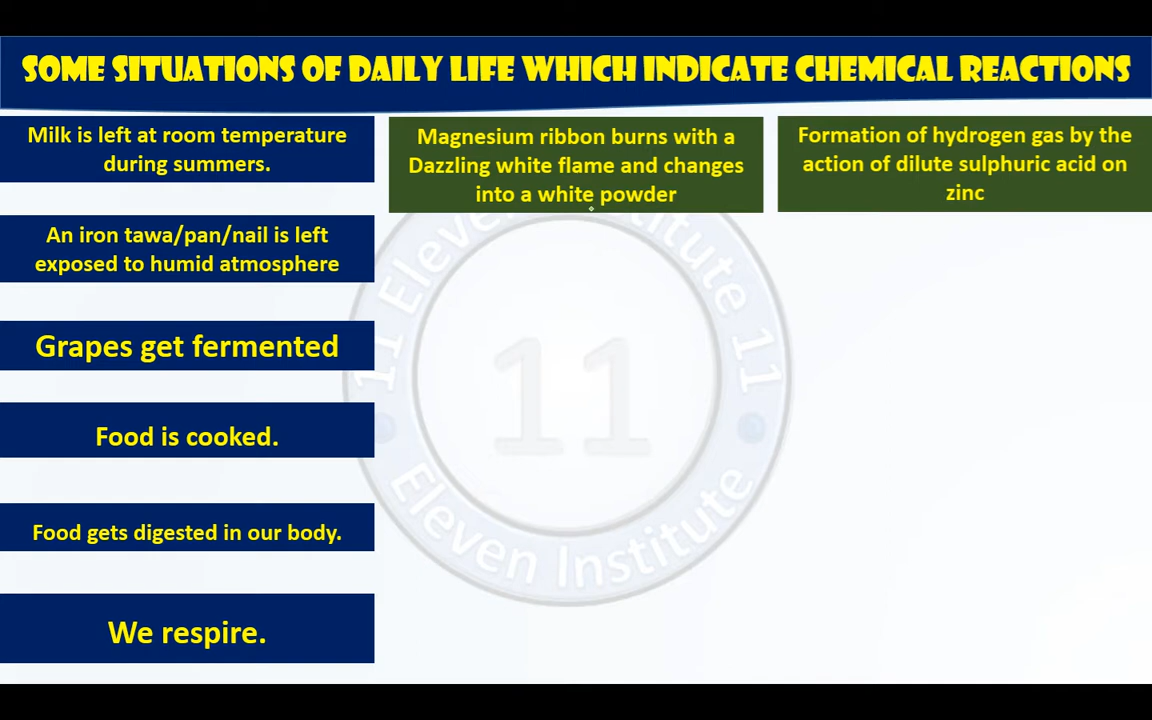 SOME SITUATIONS OF DAILY LIFE WHICH INDICATE CHEMICAL REACTIONS
Milk is left at room temperature
during summers.
An iron tawa/pan/nail is left
exposed to humid atmosphere
Grapes get fermented
Food is cooked.
Food gets digested in our body.
We respire.
Magnesium ribbon burns with a
Dazzling white flame and changes
into a white powder
Formation of hydrogen gas by the
action of dilute sulphuric acid on
zinc
11 Eleven Institute 11
11
Eleven Institute